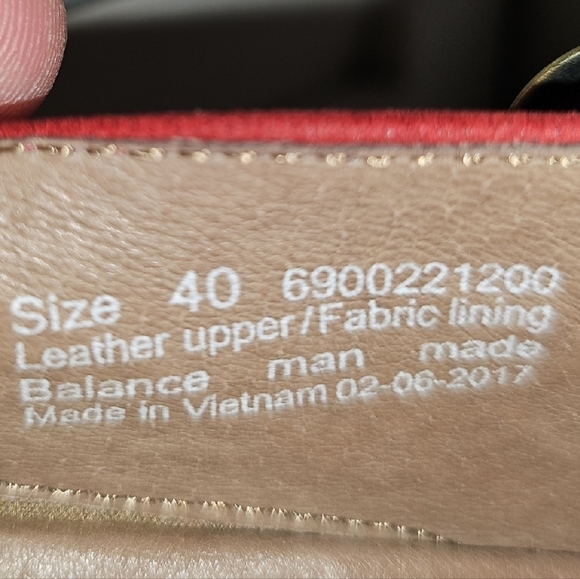 Size 40 6900221200
Leather upper/Fabric lining
Balance man made
Made in Vietnam 02-06-2017